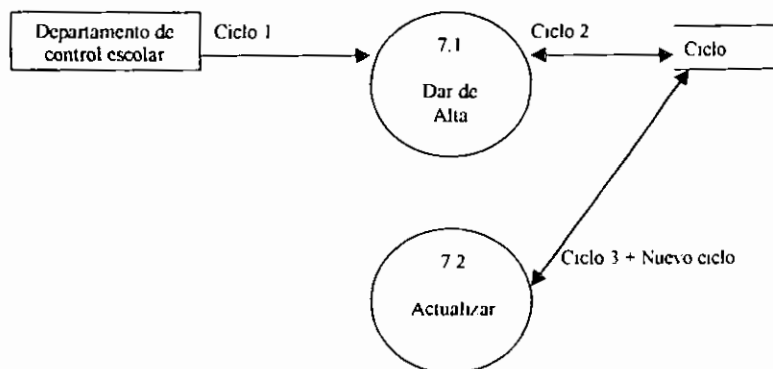 Departamento de
control escolar
Ciclo 1
7.1
Dar de
Alta
Ciclo 2
Ciclo
7 2
Actualizar
Ciclo 3 + Nuevo ciclo